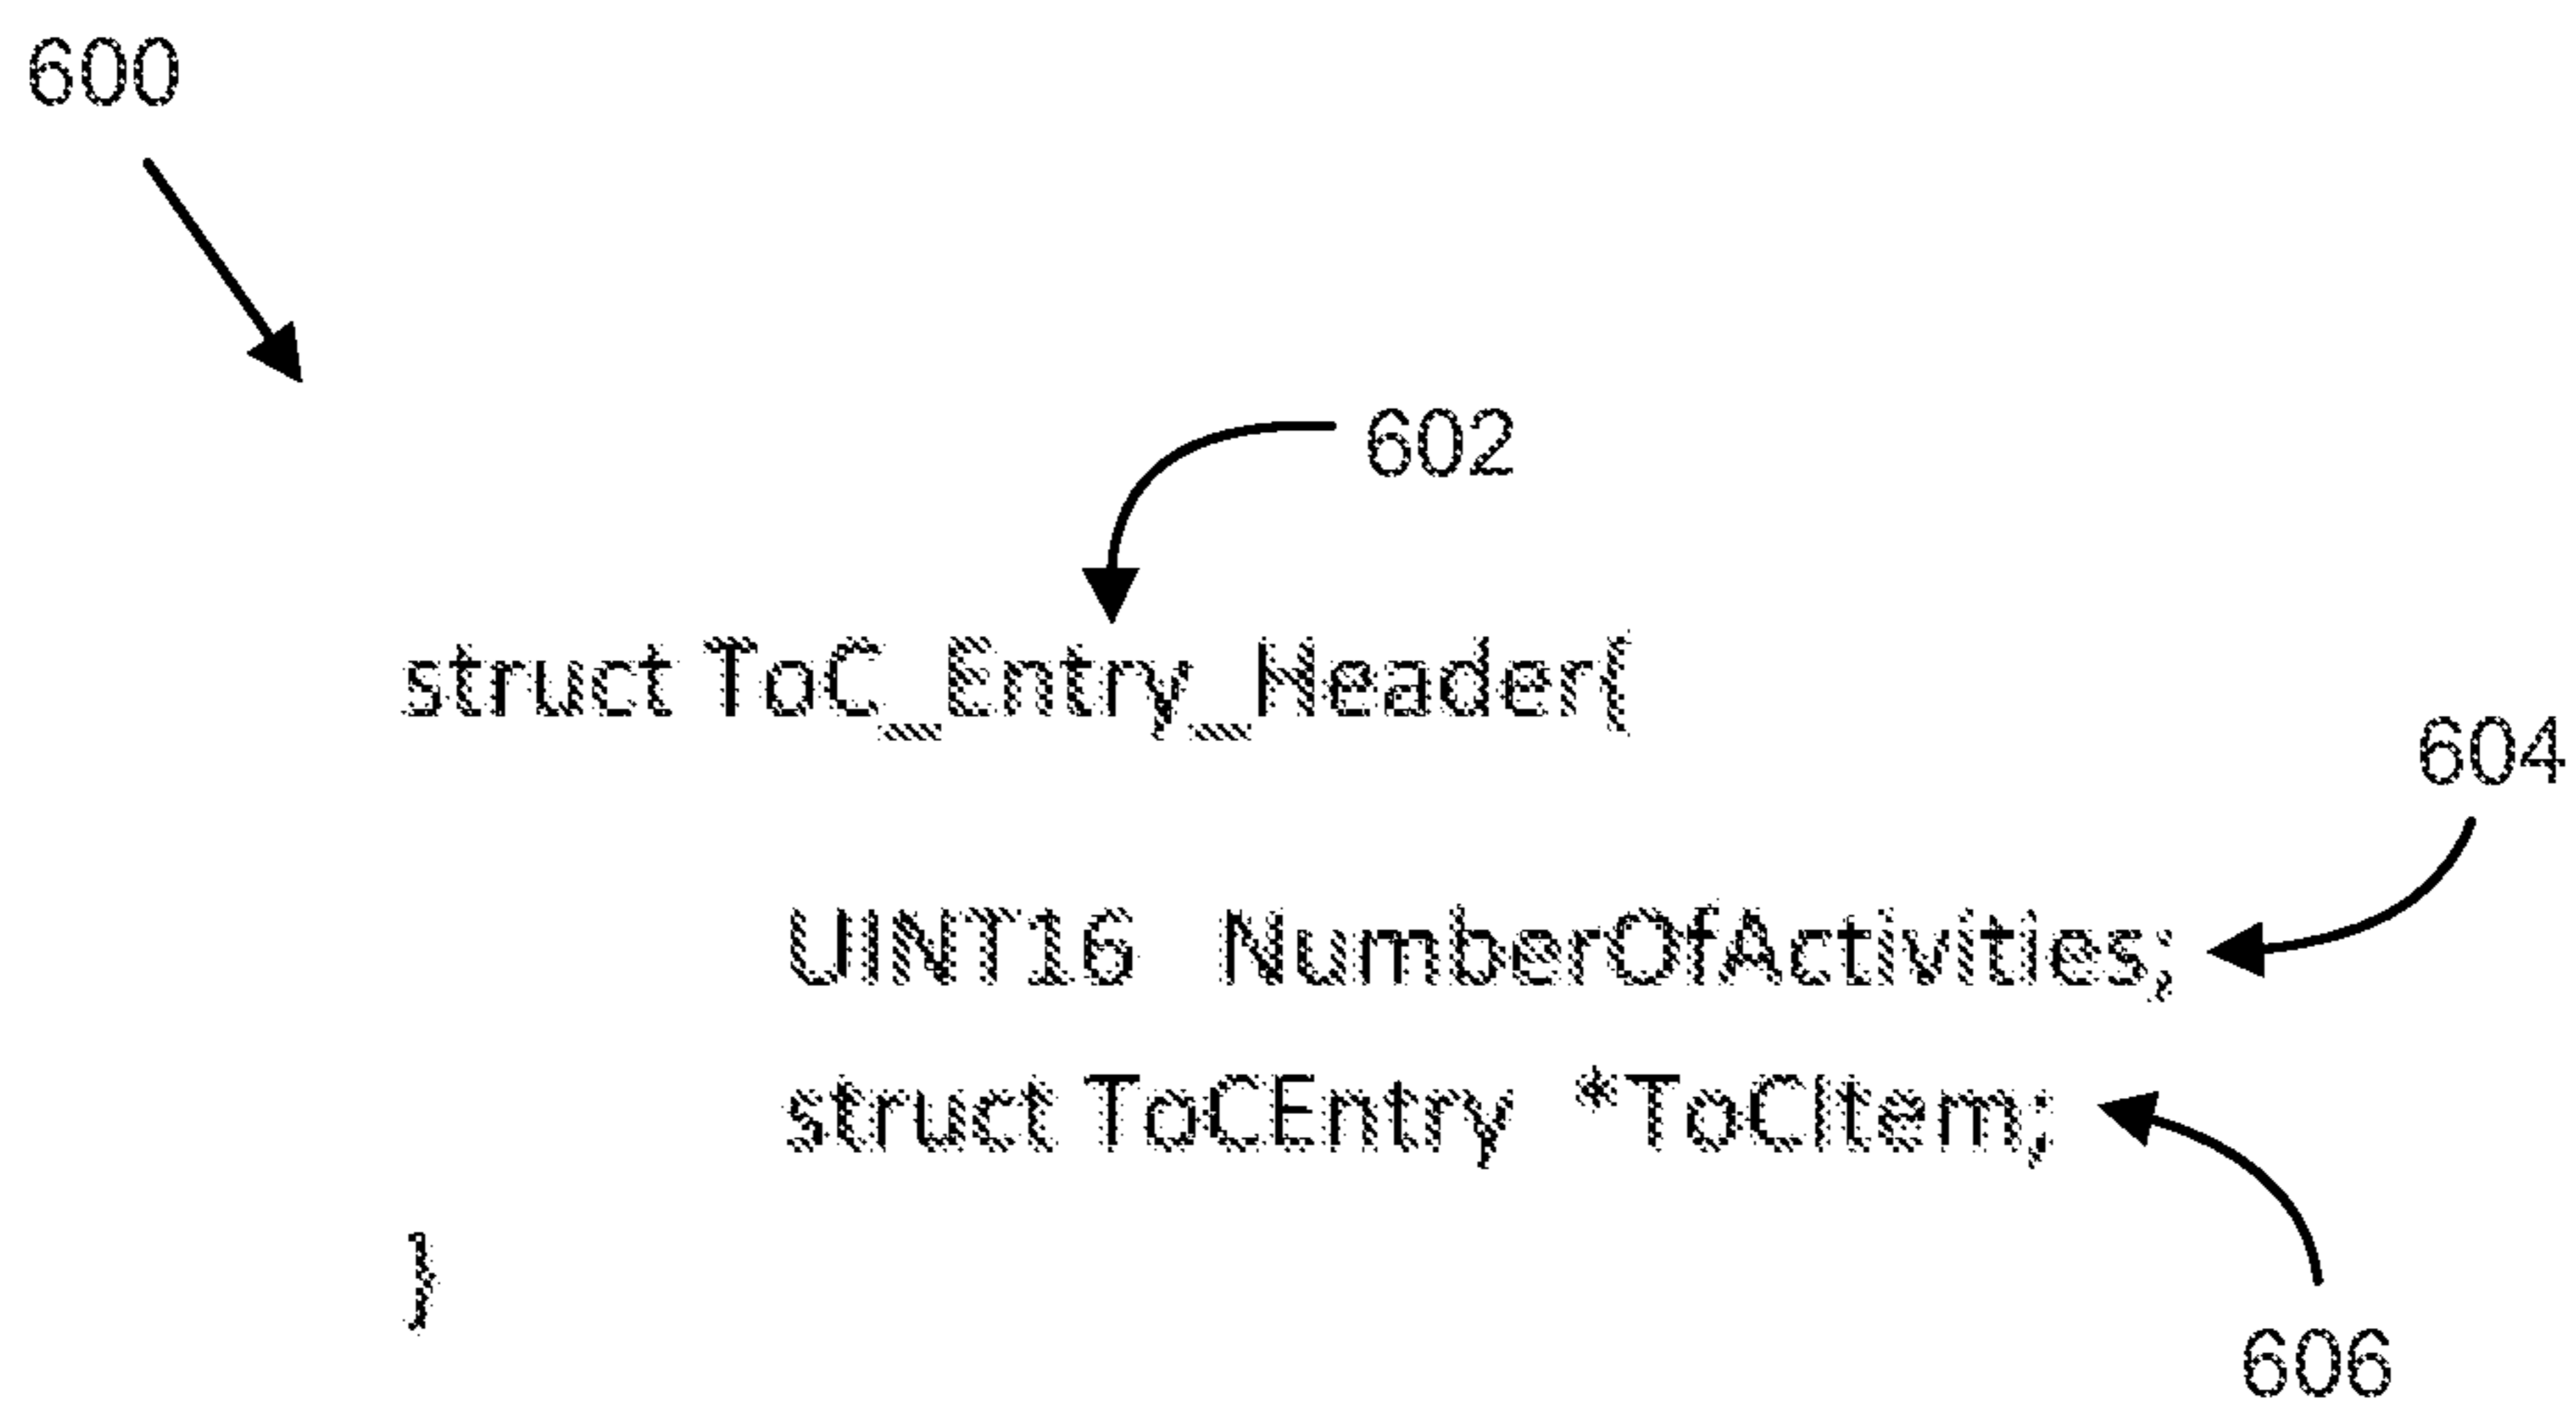 600
602
struct ToC_Entry_Header{
604
UINT16 NumberOfActivities;
struct ToCEntry *ToCItem;
}
606